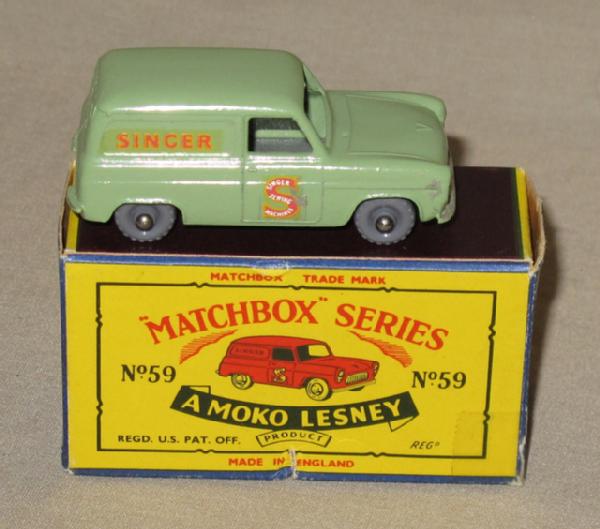 SINGER
SINGER
SEWING
MACHINES
S
MATCHBOX TRADE MARK
"MATCHBOX" SERIES
SINGER
S
Nº59 Nº59
A MOKO LESNEY
PRODUCT
REGD. U.S. PAT. OFF. REGD
MADE IN ENGLAND